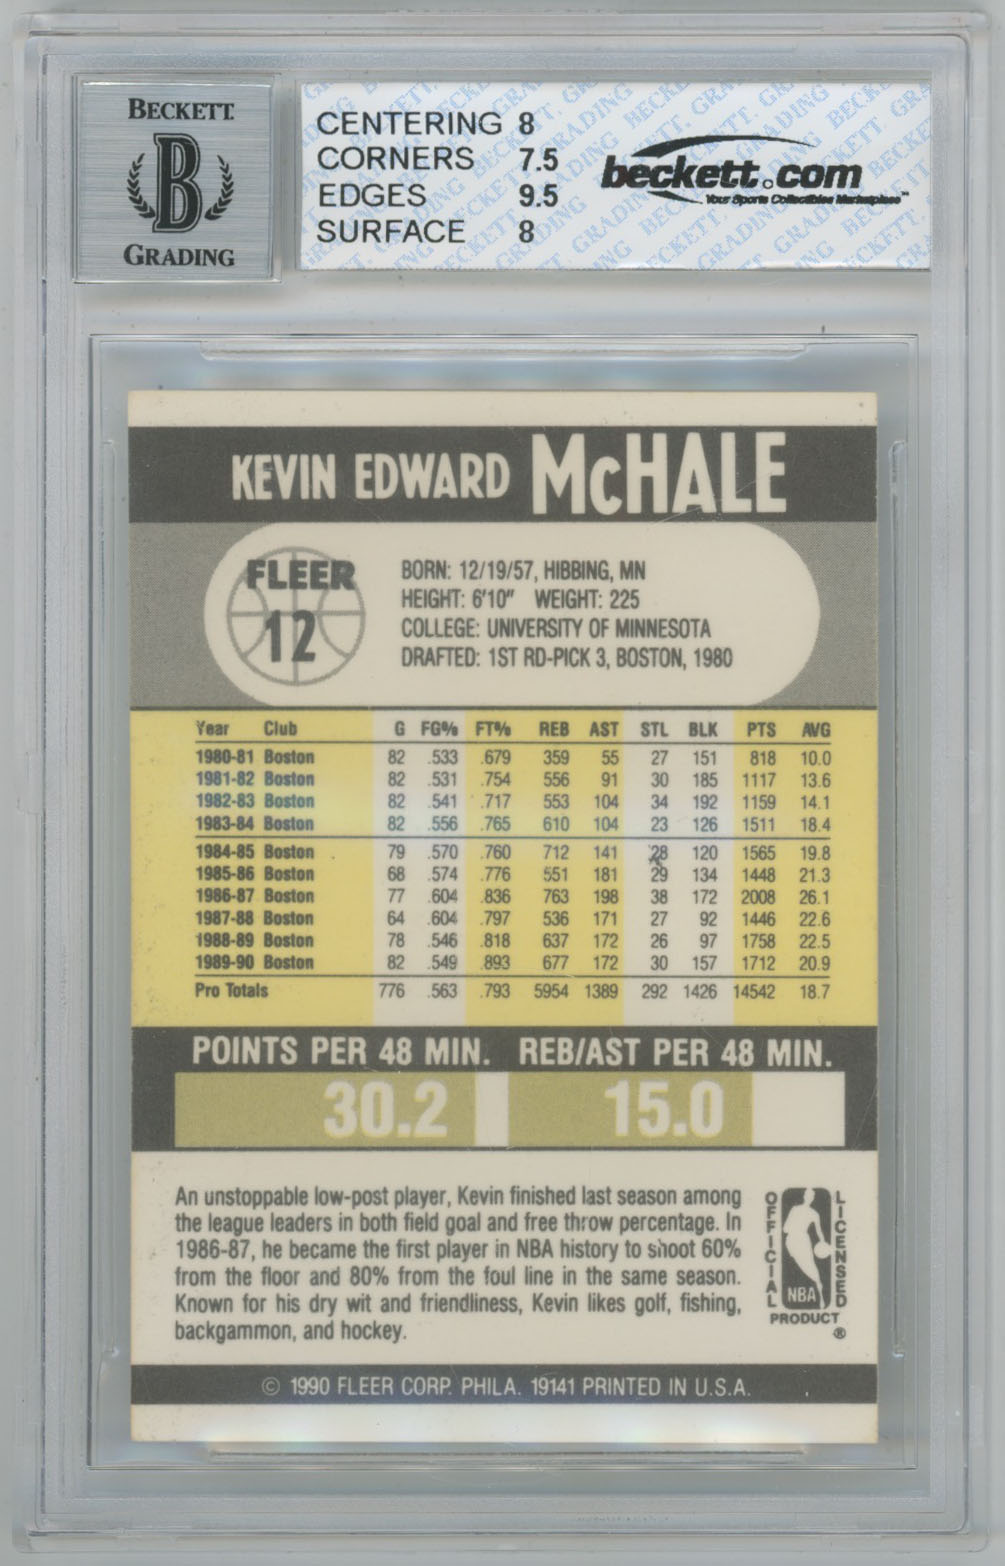 BECKETT
B
GRADING
CENTERING 8
CORNERS 7.5
EDGES 9.5
SURFACE 8
beckett.com
Your Sports Collectibles Marketplace™
KEVIN EDWARD McHALE
FLEER
12
BORN: 12/19/57, HIBBING, MN
HEIGHT: 6'10" WEIGHT: 225
COLLEGE: UNIVERSITY OF MINNESOTA
DRAFTED: 1ST RD-PICK 3, BOSTON, 1980
Year Club G FG% FT% REB AST STL BLK PTS AVG
1980-81 Boston 82 .533 .679 359 55 27 151 818 10.0
1981-82 Boston 82 .531 .754 556 91 30 185 1117 13.6
1982-83 Boston 82 .541 .717 553 104 34 192 1159 14.1
1983-84 Boston 82 .556 .765 610 104 23 126 1511 18.4
1984-85 Boston 79 .570 .760 712 141 28 120 1565 19.8
1985-86 Boston 68 .574 .776 551 181 29 134 1448 21.3
1986-87 Boston 77 .604 .836 763 198 38 172 2008 26.1
1987-88 Boston 64 .604 .797 536 171 27 92 1446 22.6
1988-89 Boston 78 .546 .818 637 172 26 97 1758 22.5
1989-90 Boston 82 .549 .893 677 172 30 157 1712 20.9
Pro Totals 776 .563 .793 5954 1389 292 1426 14542 18.7
POINTS PER 48 MIN. REB/AST PER 48 MIN.
30.2 15.0
An unstoppable low-post player, Kevin finished last season among
the league leaders in both field goal and free throw percentage. In
1986-87, he became the first player in NBA history to shoot 60%
from the floor and 80% from the foul line in the same season.
Known for his dry wit and friendliness, Kevin likes golf, fishing,
backgammon, and hockey.
OFFICIAL LICENSED
NBA
PRODUCT
®
© 1990 FLEER CORP. PHILA. 19141 PRINTED IN U.S.A.